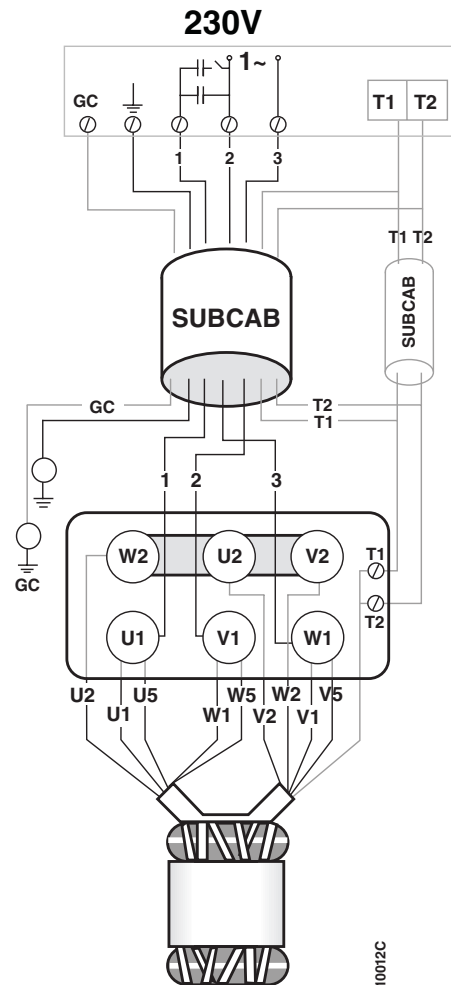 230V
1~
GC
T1 T2
1 2 3
T1 T2
SUBCAB
SUBCAB
GC
T2
T1
1 2 3
W2 U2 V2
T1
GC
T2
U1 V1 W1
U2 U5 W5 W2 V5
U1 W1 V2 V1
10012C